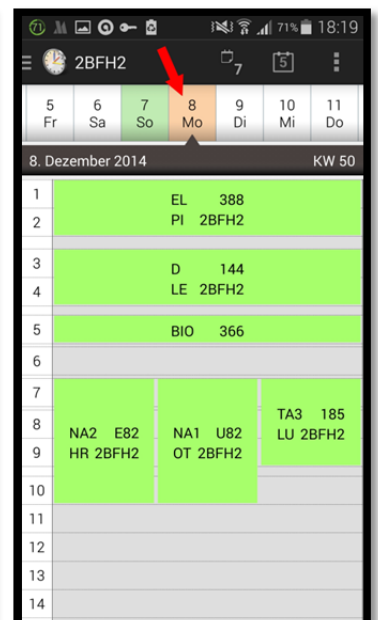 71 71% 18:19
2BFH2 7 5
5 6 7 8 9 10 11
Fr Sa So Mo Di Mi Do
8. Dezember 2014 KW 50
1
EL 388
2
PI 2BFH2
3
D 144
4
LE 2BFH2
5
BIO 366
6
7
8
NA2 E82
HR 2BFH2
NA1 U82
OT 2BFH2
TA3 185
LU 2BFH2
9
10
11
12
13
14